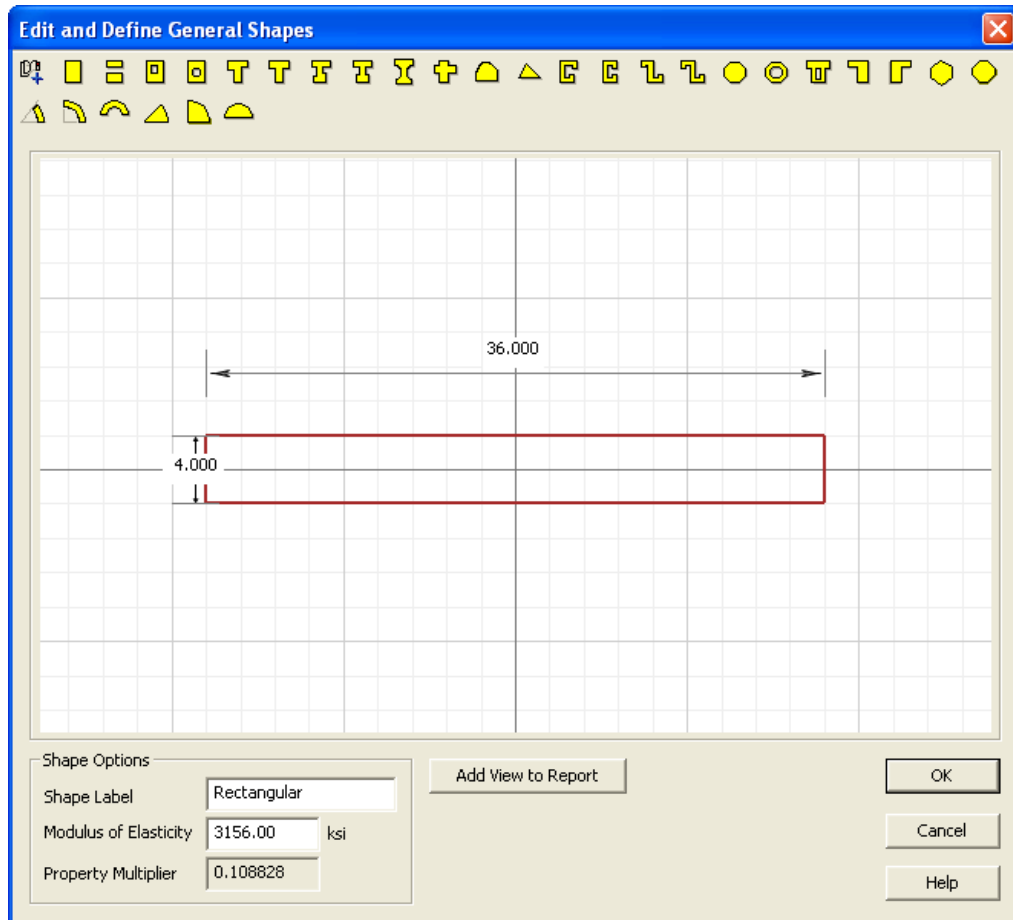 Edit and Define General Shapes
36.000
4.000
Shape Options
Shape Label Rectangular
Modulus of Elasticity 3156.00 ksi
Property Multiplier 0.108828
Add View to Report
OK
Cancel
Help